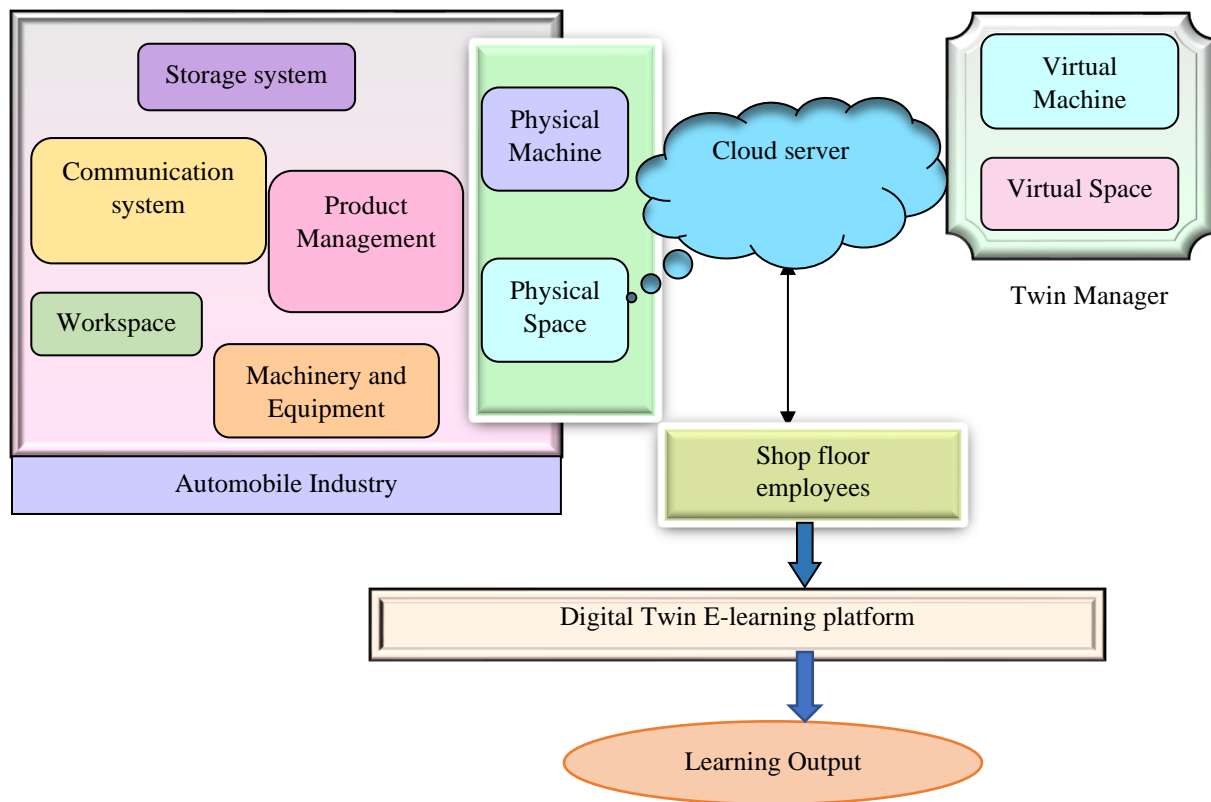 Storage system
Communication
system
Product
Management
Workspace
Machinery and
Equipment
Automobile Industry
Physical
Machine
Physical
Space
Cloud server
Virtual
Machine
Virtual Space
Twin Manager
Shop floor
employees
Digital Twin E-learning platform
Learning Output